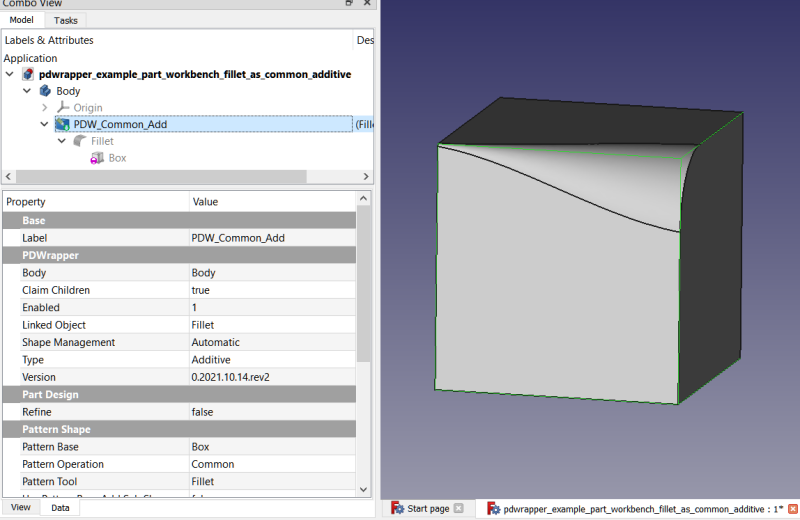 Combo View
Model Tasks
Labels & Attributes Des
Application
pdwrapper_example_part_workbench_fillet_as_common_additive
Body
Origin
PDW_Common_Add (Fille
Fillet
Box
Property Value
Base
Label PDW_Common_Add
PDWrapper
Body Body
Claim Children true
Enabled 1
Linked Object Fillet
Shape Management Automatic
Type Additive
Version 0.2021.10.14.rev2
Part Design
Refine false
Pattern Shape
Pattern Base Box
Pattern Operation Common
Pattern Tool Fillet
View Data
Start page pdwrapper_example_part_workbench_fillet_as_common_additive : 1*